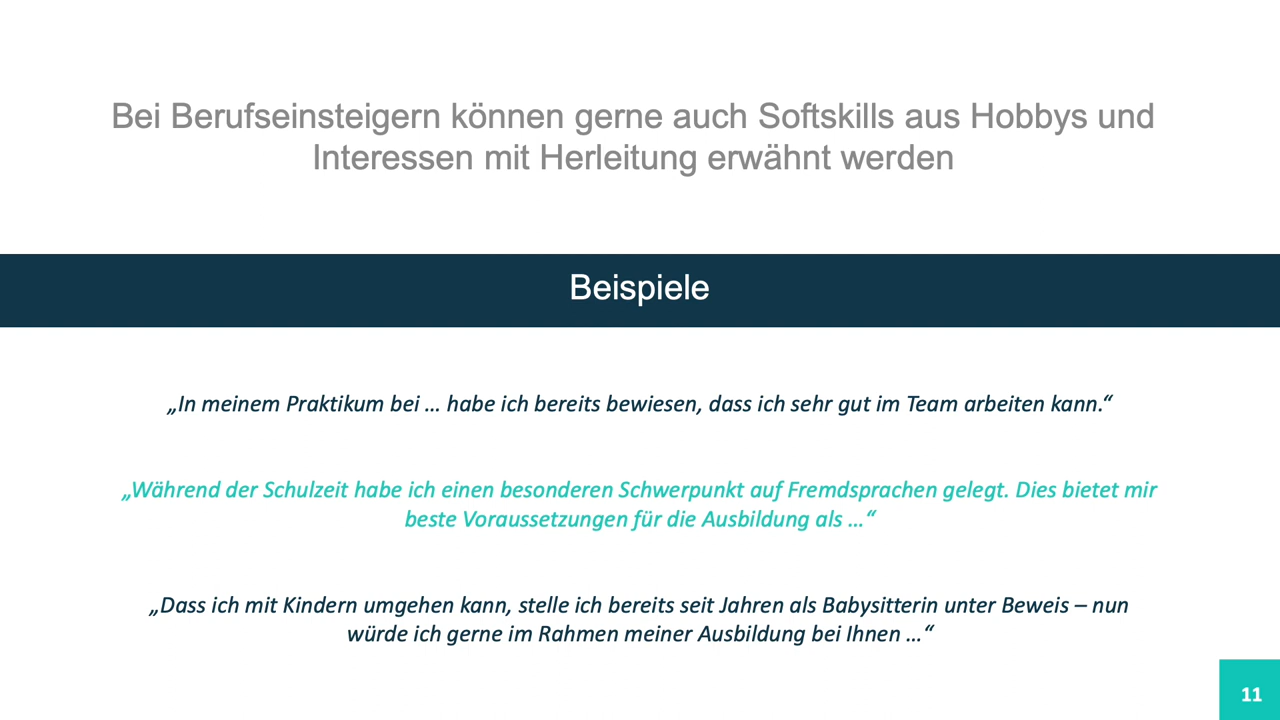 Bei Berufseinsteigern können gerne auch Softskills aus Hobbys und
Interessen mit Herleitung erwähnt werden
Beispiele
„In meinem Praktikum bei … habe ich bereits bewiesen, dass ich sehr gut im Team arbeiten kann.“
„Während der Schulzeit habe ich einen besonderen Schwerpunkt auf Fremdsprachen gelegt. Dies bietet mir
beste Voraussetzungen für die Ausbildung als …“
„Dass ich mit Kindern umgehen kann, stelle ich bereits seit Jahren als Babysitterin unter Beweis – nun
würde ich gerne im Rahmen meiner Ausbildung bei Ihnen …“
11